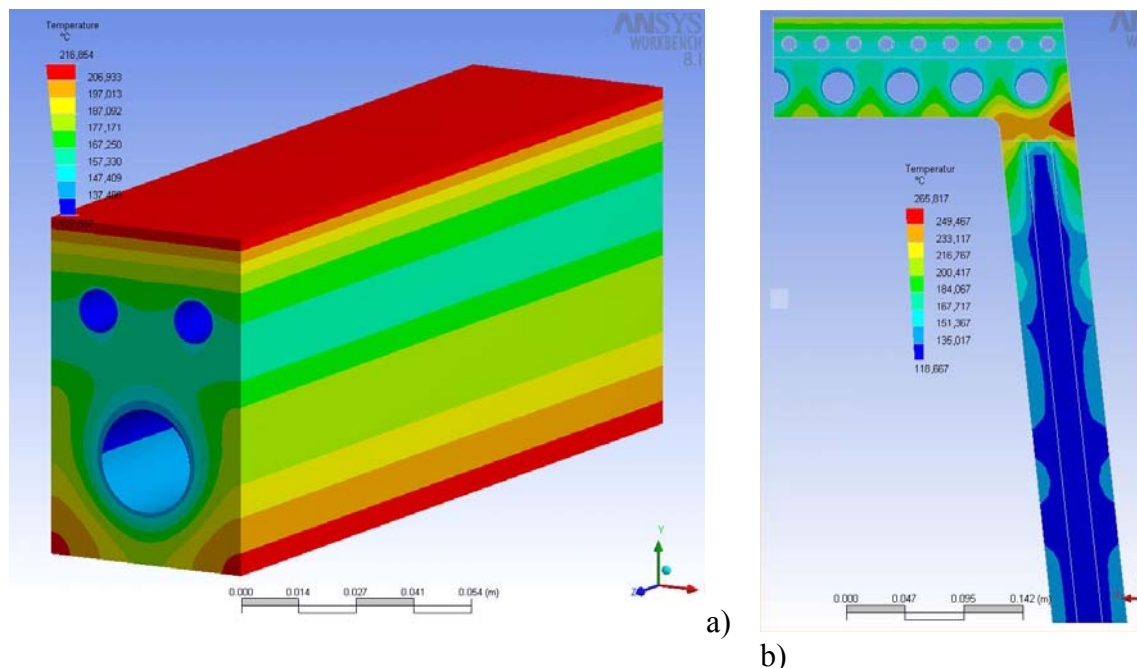 Temperature
°C
216,854
206,933
197,013
187,092
177,171
167,250
157,330
147,409
137,488
ANSYS
WORKBENCH
8.1
0.000
0.014
0.027
0.041
0.054 (m)
Y
Z
a)
Temperatur
°C
265,817
249,467
233,117
216,767
200,417
184,067
167,717
151,367
135,017
118,667
0.000
0.047
0.095
0.142 (m)
b)